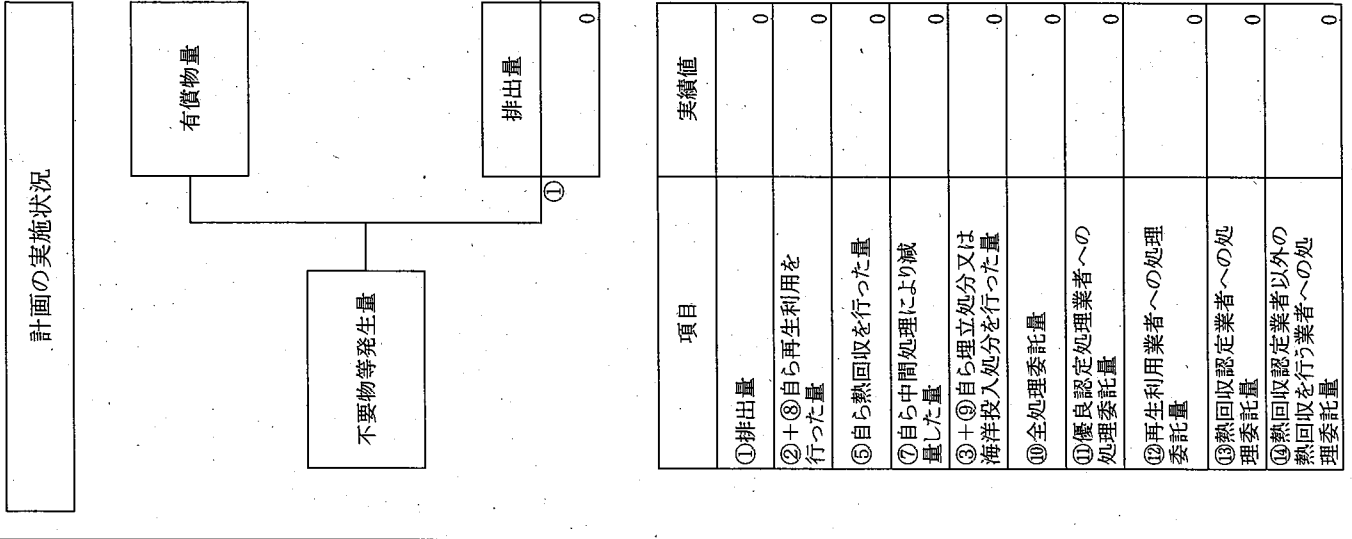 計画の実施状況
有償物量
不要物等発生量
排出量
①
0
項目
実績値
①排出量
0
②+⑧自ら再生利用を
行った量
0
⑤自ら熱回収を行った量
0
⑦自ら中間処理により減
量した量
0
③+⑨自ら埋立処分又は
海洋投入処分を行った量
0
⑩全処理委託量
0
⑪優良認定処理業者への
処理委託量
0
⑫再生利用業者への処理
委託量
0
⑬熱回収認定業者への処
理委託量
0
⑭熱回収認定業者以外の
熱回収を行う業者への処
理委託量
0